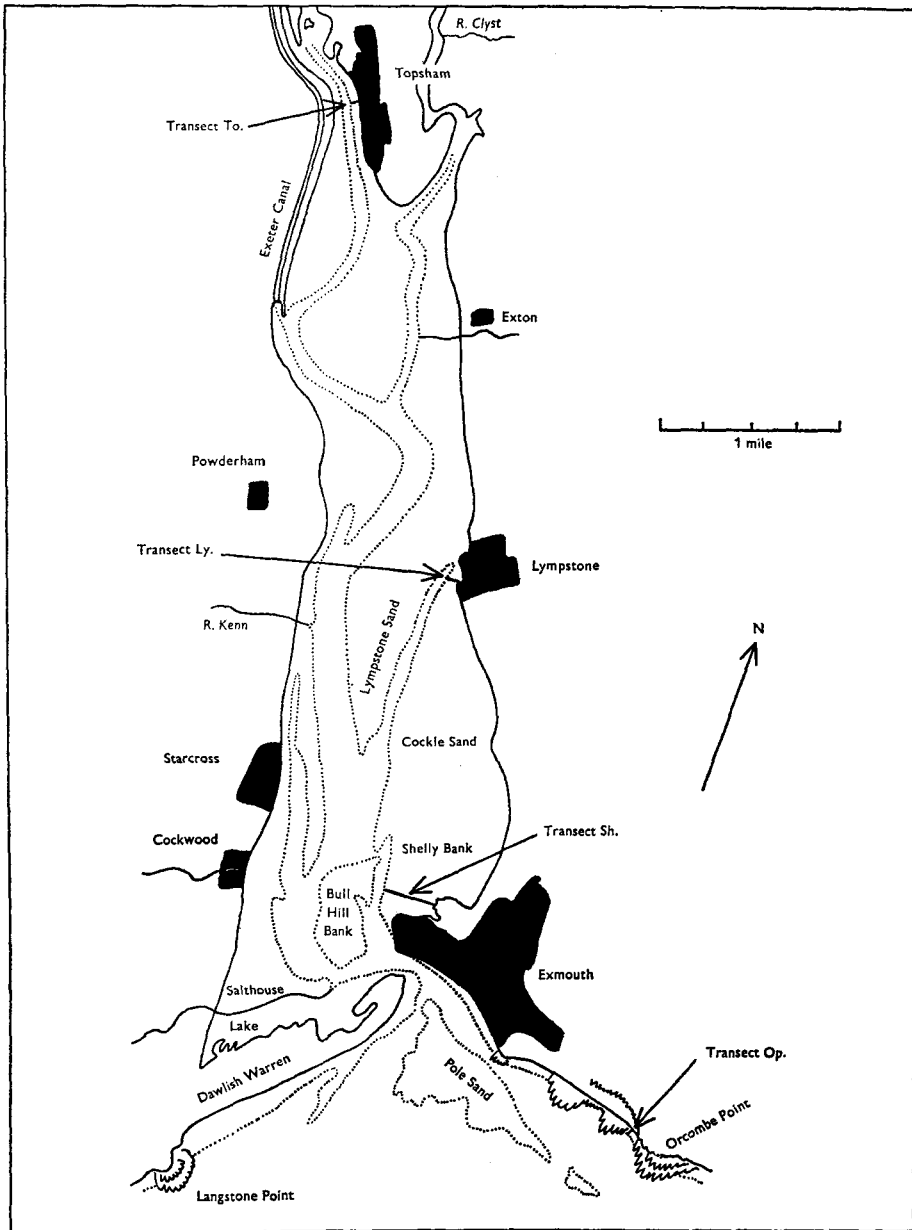 R. Clyst
Topsham
Transect To.
Exeter Canal
Exton
1 mile
Powderham
Transect Ly.
Lympstone
R. Kenn
Lympstone Sand
N
Cockle Sand
Starcross
Transect Sh.
Cockwood
Shelly Bank
Bull
Hill
Bank
Exmouth
Salthouse
Lake
Dawlish Warren
Pole Sand
Transect Op.
Orcombe Point
Langstone Point